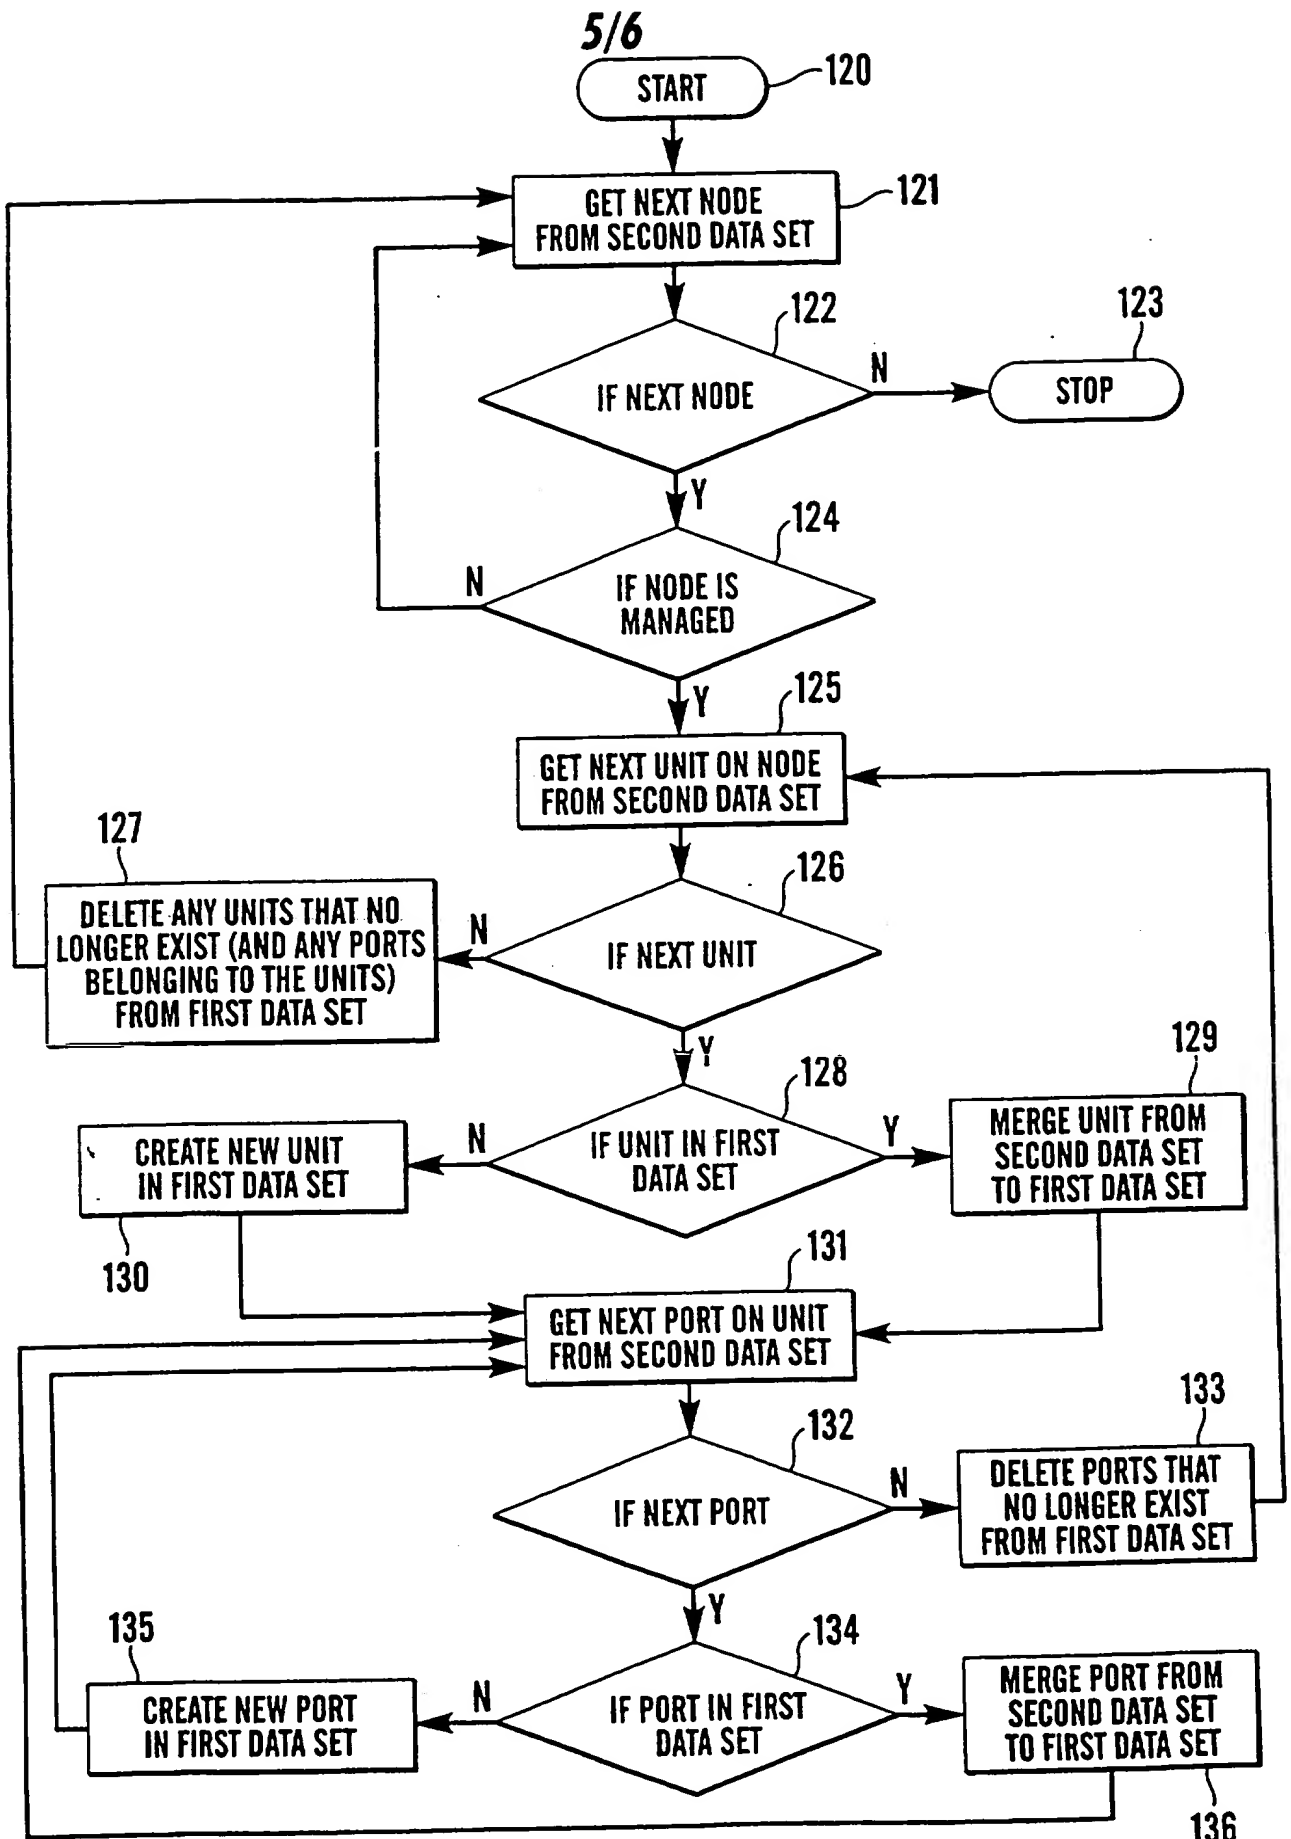 5/6
START
120
GET NEXT NODE
FROM SECOND DATA SET
121
122
IF NEXT NODE
N
STOP
123
Y
124
IF NODE IS
MANAGED
N
Y
125
GET NEXT UNIT ON NODE
FROM SECOND DATA SET
126
IF NEXT UNIT
N
127
DELETE ANY UNITS THAT NO
LONGER EXIST (AND ANY PORTS
BELONGING TO THE UNITS)
FROM FIRST DATA SET
Y
128
IF UNIT IN FIRST
DATA SET
Y
129
MERGE UNIT FROM
SECOND DATA SET
TO FIRST DATA SET
N
CREATE NEW UNIT
IN FIRST DATA SET
130
131
GET NEXT PORT ON UNIT
FROM SECOND DATA SET
132
IF NEXT PORT
N
133
DELETE PORTS THAT
NO LONGER EXIST
FROM FIRST DATA SET
Y
134
IF PORT IN FIRST
DATA SET
N
135
CREATE NEW PORT
IN FIRST DATA SET
Y
MERGE PORT FROM
SECOND DATA SET
TO FIRST DATA SET
136